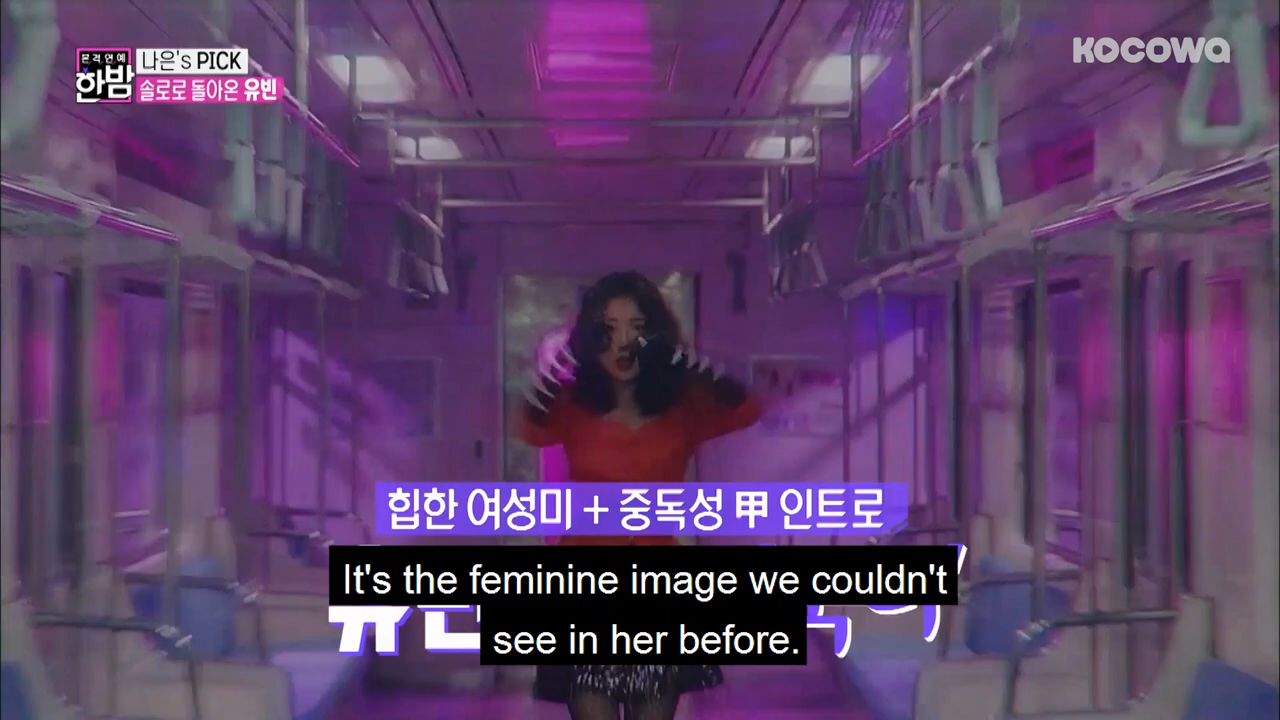 본격연예
한밤
나은's PICK
솔로로 돌아온 유빈
KOCOWA
힙한 여성미 + 중독성 甲 인트로
It's the feminine image we couldn't
see in her before.